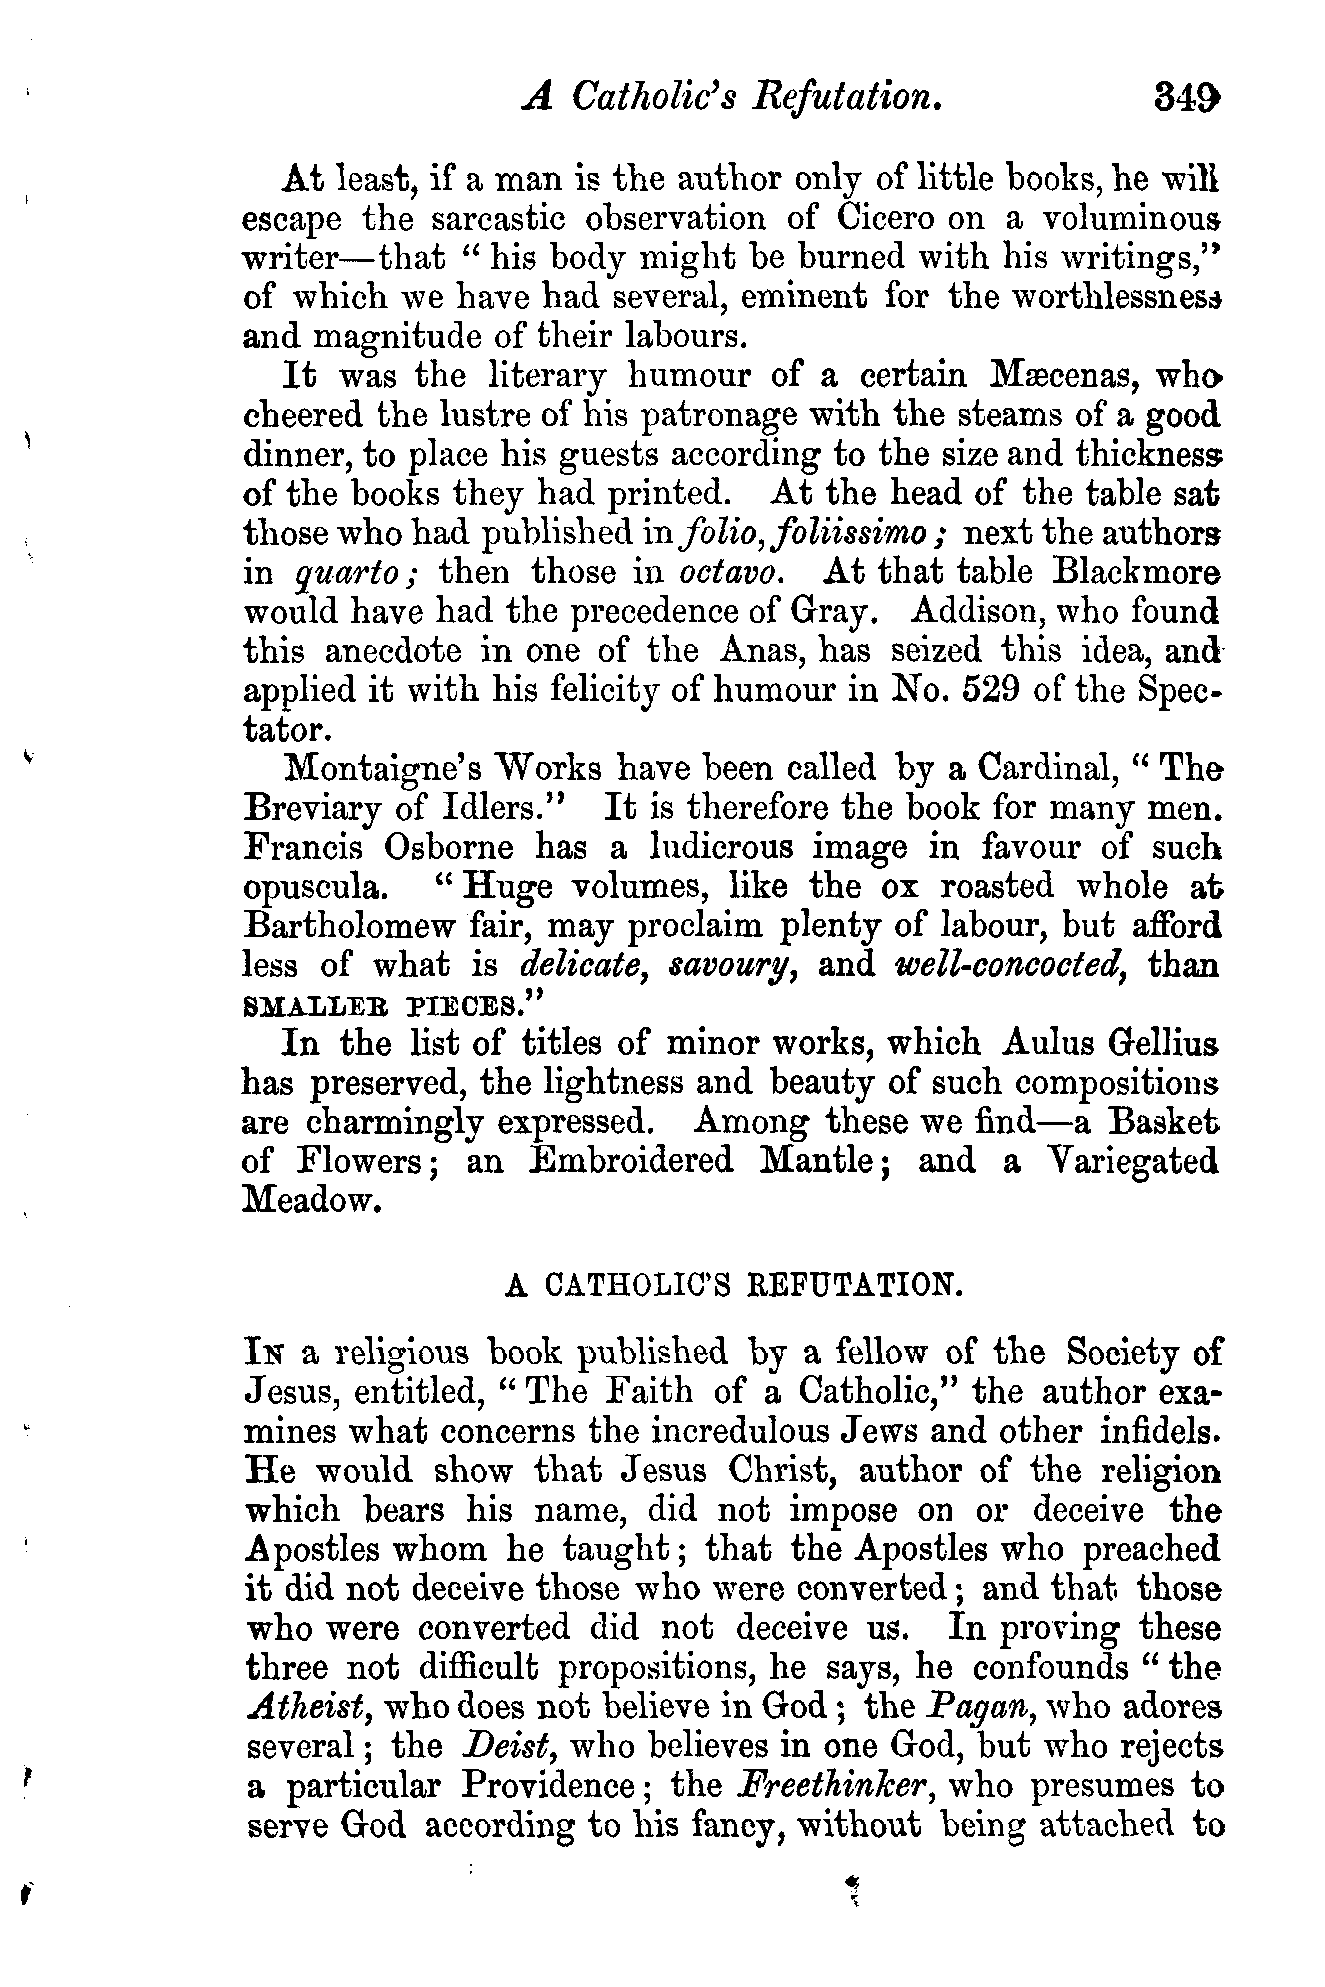 A Catholic's Refutation. 349
At least, if a man is the author only of little books, he will
escape the sarcastic observation of Cicero on a voluminous
writer—that “ his body might be burned with his writings,”
of which we have had several, eminent for the worthlessness
and magnitude of their labours.
It was the literary humour of a certain Mæcenas, who
cheered the lustre of his patronage with the steams of a good
dinner, to place his guests according to the size and thickness
of the books they had printed. At the head of the table sat
those who had published in folio, foliissimo ; next the authors
in quarto ; then those in octavo. At that table Blackmore
would have had the precedence of Gray. Addison, who found
this anecdote in one of the Anas, has seized this idea, and
applied it with his felicity of humour in No. 529 of the Spec-
tator.
Montaigne's Works have been called by a Cardinal, “ The
Breviary of Idlers.” It is therefore the book for many men.
Francis Osborne has a ludicrous image in favour of such
opuscula. “ Huge volumes, like the ox roasted whole at
Bartholomew fair, may proclaim plenty of labour, but afford
less of what is delicate, savoury, and well-concocted, than
SMALLER PIECES.”
In the list of titles of minor works, which Aulus Gellius
has preserved, the lightness and beauty of such compositions
are charmingly expressed. Among these we find—a Basket
of Flowers ; an Embroidered Mantle ; and a Variegated
Meadow.
A CATHOLIC'S REFUTATION.
IN a religious book published by a fellow of the Society of
Jesus, entitled, “ The Faith of a Catholic,” the author exa-
mines what concerns the incredulous Jews and other infidels.
He would show that Jesus Christ, author of the religion
which bears his name, did not impose on or deceive the
Apostles whom he taught ; that the Apostles who preached
it did not deceive those who were converted ; and that those
who were converted did not deceive us. In proving these
three not difficult propositions, he says, he confounds “ the
Atheist, who does not believe in God ; the Pagan, who adores
several ; the Deist, who believes in one God, but who rejects
a particular Providence ; the Freethinker, who presumes to
serve God according to his fancy, without being attached to